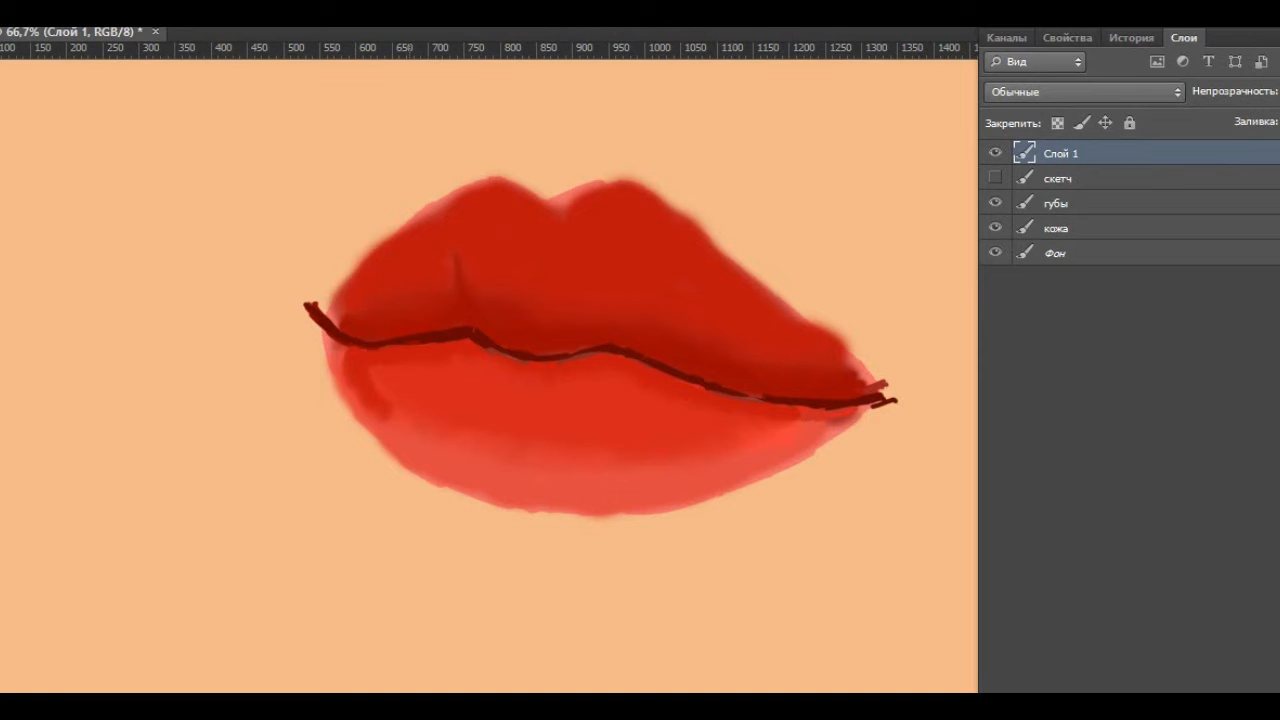 66,7% (Слой 1, RGB/8) * ×
100 150 200 250 300 350 400 450 500 550 600 650 700 750 800 850 900 950 1000 1050 1100 1150 1200 1250 1300 1350 1400
Каналы Свойства История Слои
Вид
Обычные Непрозрачность:
Закрепить: Заливка:
Слой 1
скетч
губы
кожа
Фон